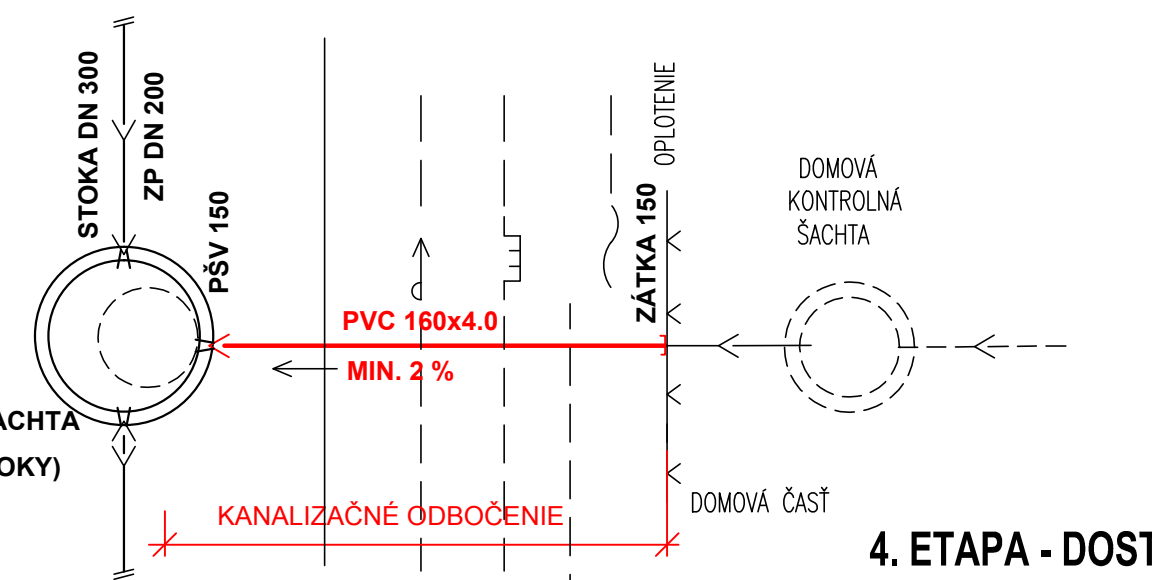 STOKA DN 300
ZP DN 200
PŠV 150
OPLOTENIE
ZÁTKA 150
DOMOVÁ
KONTROLNÁ
ŠACHTA
PVC 160x4.0
MIN. 2 %
ACHTA
OKY)
KANALIZAČNÉ ODBOČENIE
DOMOVÁ ČASŤ
4. ETAPA - DOST